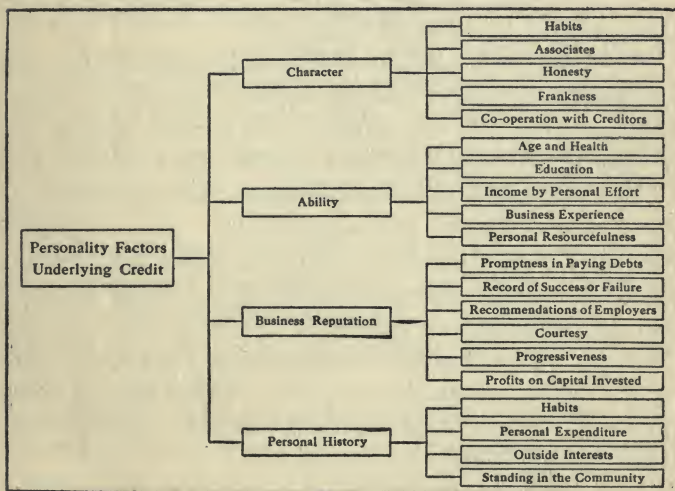 Personality Factors
Underlying Credit
Character
Habits
Associates
Honesty
Frankness
Co-operation with Creditors
Ability
Age and Health
Education
Income by Personal Effort
Business Experience
Personal Resourcefulness
Business Reputation
Promptness in Paying Debts
Record of Success or Failure
Recommendations of Employers
Courtesy
Progressiveness
Profits on Capital Invested
Personal History
Habits
Personal Expenditure
Outside Interests
Standing in the Community